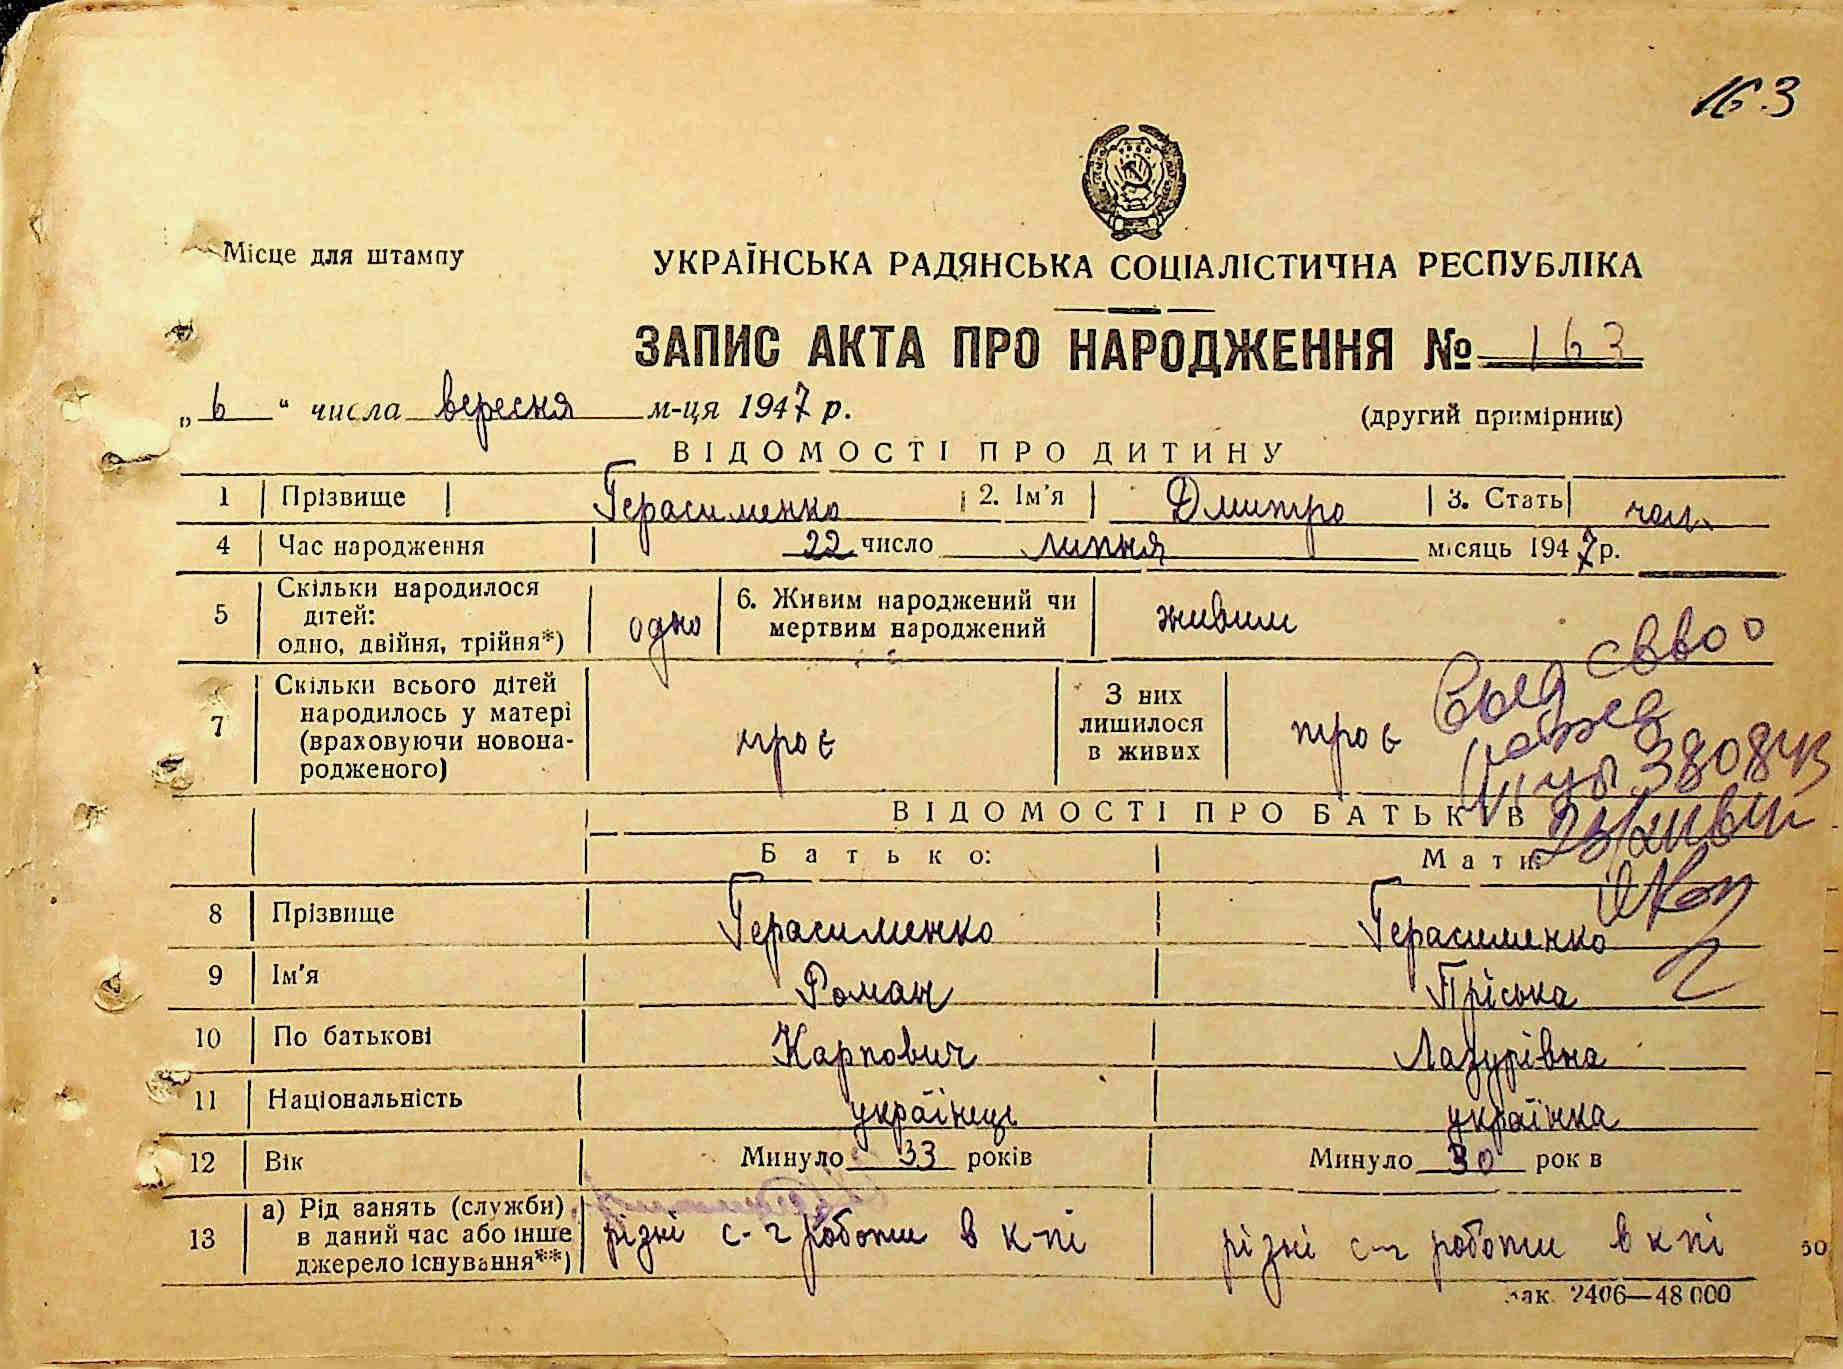 163
Місце для штампу
УКРАЇНСЬКА РАДЯНСЬКА СОЦІАЛІСТИЧНА РЕСПУБЛІКА
ЗАПИС АКТА ПРО НАРОДЖЕННЯ № 163
„ 6 “ числа вересня м-ця 1947 р.
(другий примірник)
ВІДОМОСТІ ПРО ДИТИНУ
1 Прізвище Герасименко 2. Ім'я Дмитро 3. Стать чол.
4 Час народження 22 число липня місяць 1947 р.
5 Скільки народилося дітей: одно, двійня, трійня*) одно 6. Живим народжений чи мертвим народжений живим
7 Скільки всього дітей народилось у матері (враховуючи новонародженого) троє З них лишилося в живих троє
ВІДОМОСТІ ПРО БАТЬКІВ
Батько: Мати:
8 Прізвище Герасименко Герасименко
9 Ім'я Роман Пріська
10 По батькові Карпович Лазурівна
11 Національність українець українка
12 Вік Минуло 33 років Минуло 30 рок в
13 а) Рід занять (служби) в даний час або інше джерело існування**) різні с-г роботи в к-пі різні с-г роботи в к пі
зак. 2406—48 000